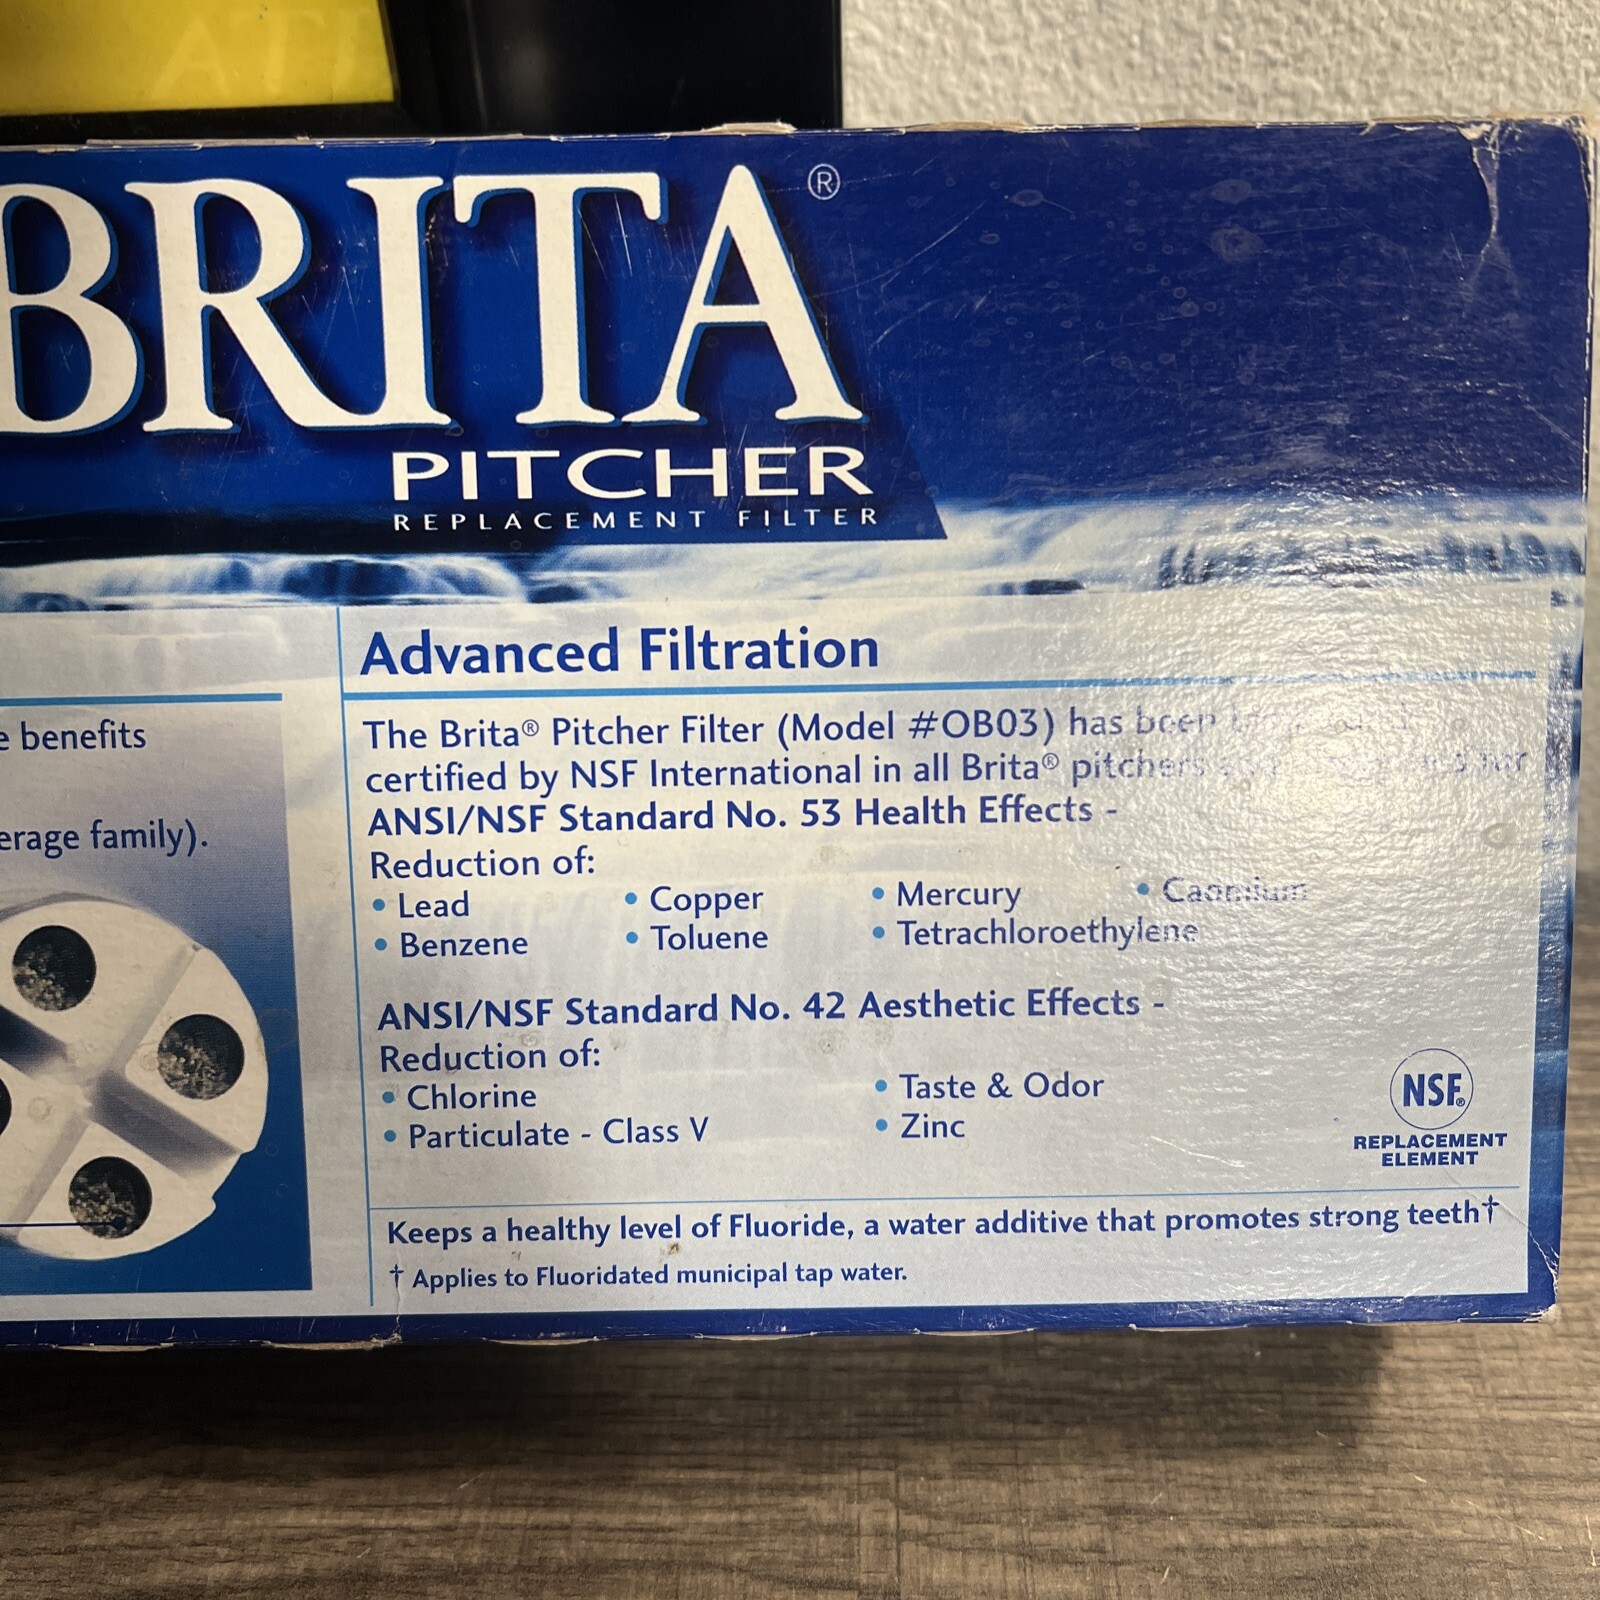 BRITA®
PITCHER
REPLACEMENT FILTER
e benefits
erage family).
Advanced Filtration
The Brita® Pitcher Filter (Model #OB03) has been
certified by NSF International in all Brita® pitchers
ANSI/NSF Standard No. 53 Health Effects -
Reduction of:
• Lead • Copper • Mercury • Cadmium
• Benzene • Toluene • Tetrachloroethylene
ANSI/NSF Standard No. 42 Aesthetic Effects -
Reduction of:
• Chlorine • Taste & Odor
• Particulate - Class V • Zinc
NSF®
REPLACEMENT
ELEMENT
Keeps a healthy level of Fluoride, a water additive that promotes strong teeth†
† Applies to Fluoridated municipal tap water.